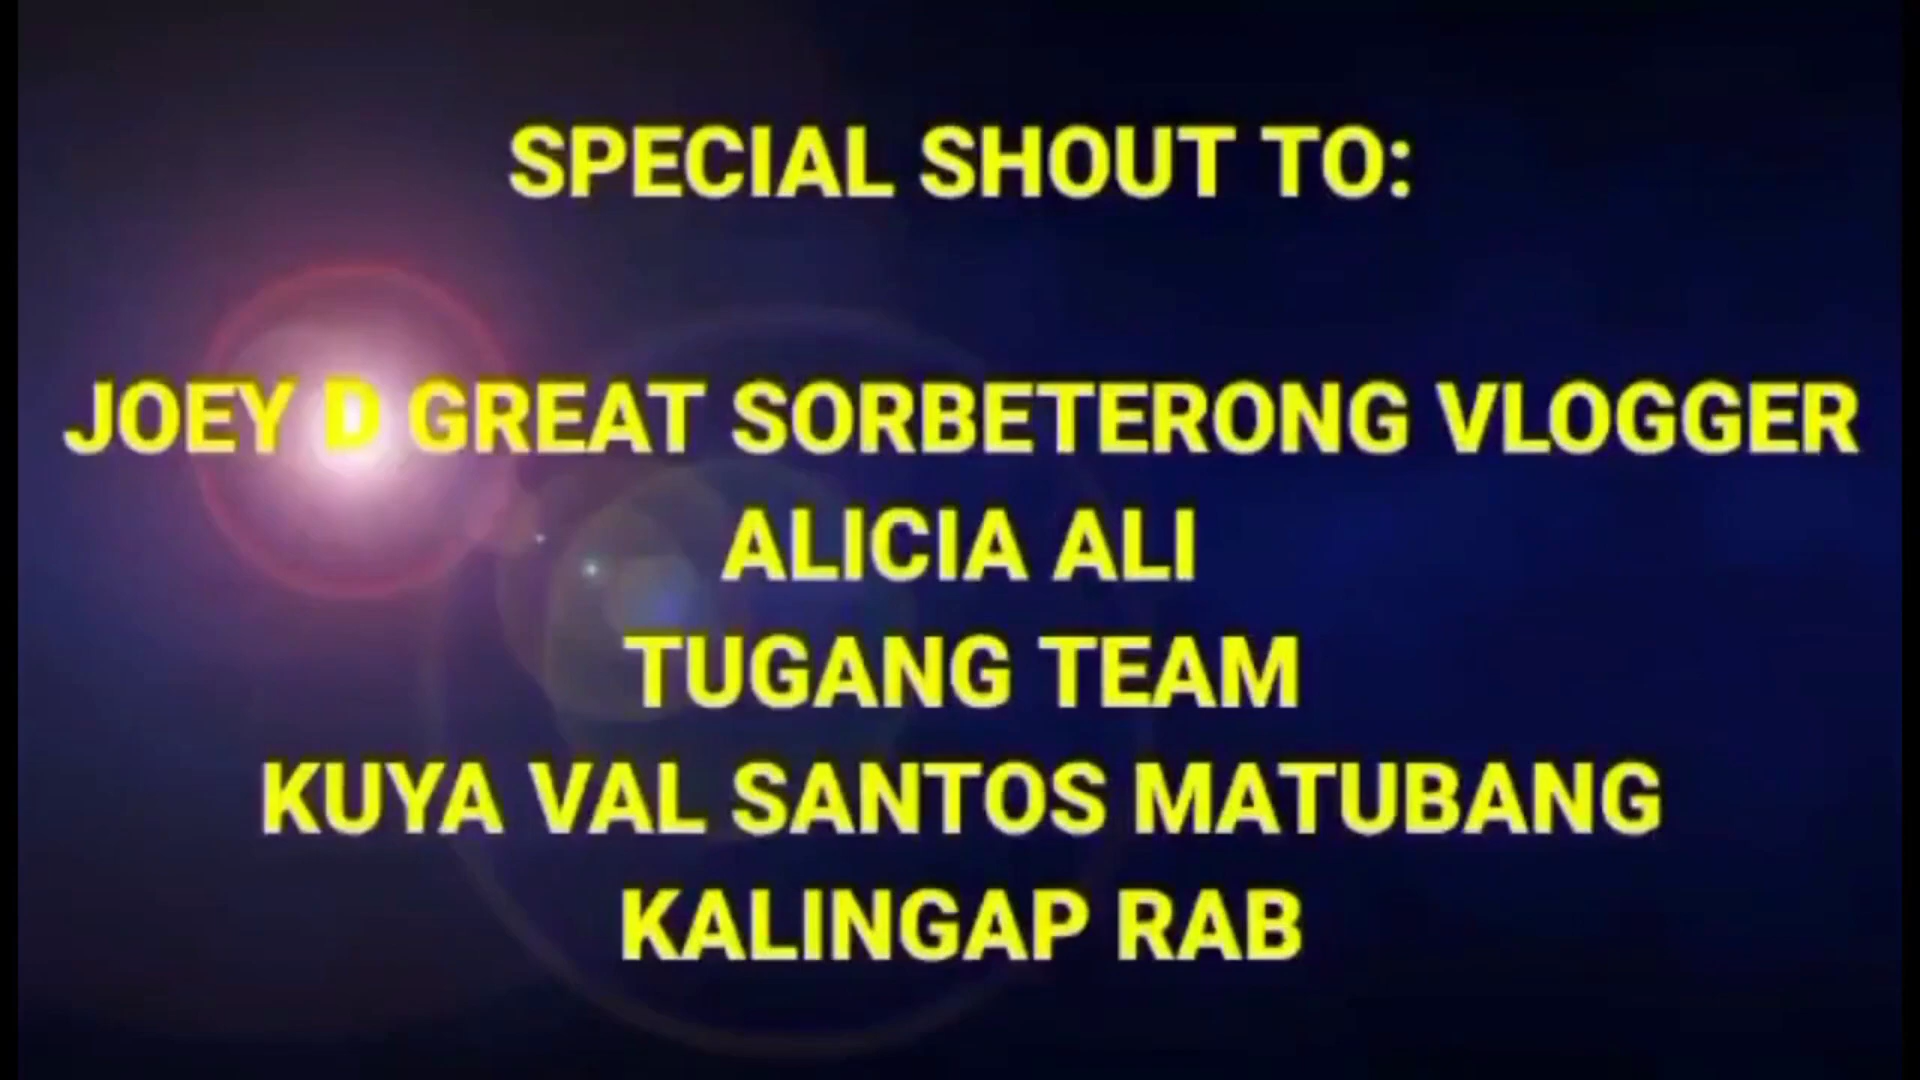 SPECIAL SHOUT TO:
JOEY D GREAT SORBETERONG VLOGGER
ALICIA ALI
TUGANG TEAM
KUYA VAL SANTOS MATUBANG
KALINGAP RAB